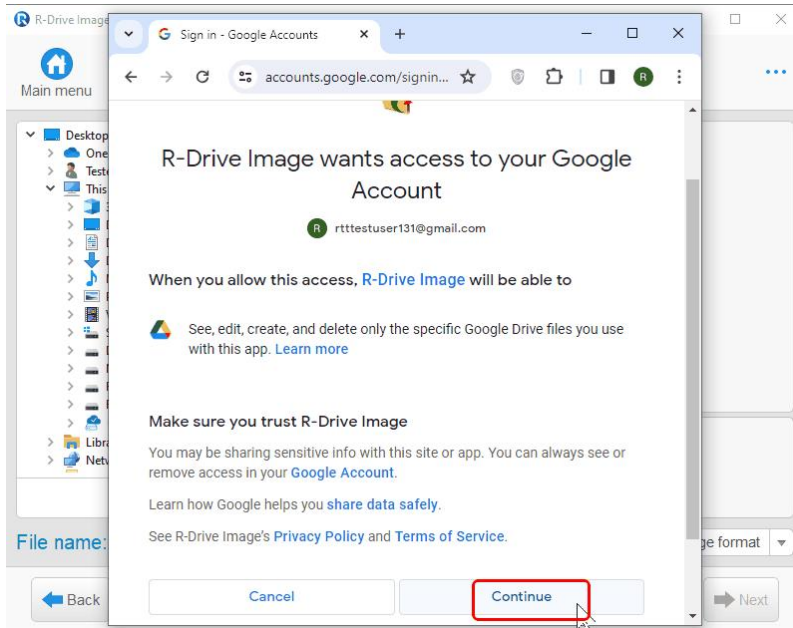 R-Drive Image
Sign in - Google Accounts
accounts.google.com/signin...
R
Main menu
Desktop
One
Test
This
Libra
Netw
R-Drive Image wants access to your Google
Account
R rtttestuser131@gmail.com
When you allow this access, R-Drive Image will be able to
See, edit, create, and delete only the specific Google Drive files you use
with this app. Learn more
Make sure you trust R-Drive Image
You may be sharing sensitive info with this site or app. You can always see or
remove access in your Google Account.
Learn how Google helps you share data safely.
See R-Drive Image's Privacy Policy and Terms of Service.
File name:
ge format
Back
Cancel
Continue
Next